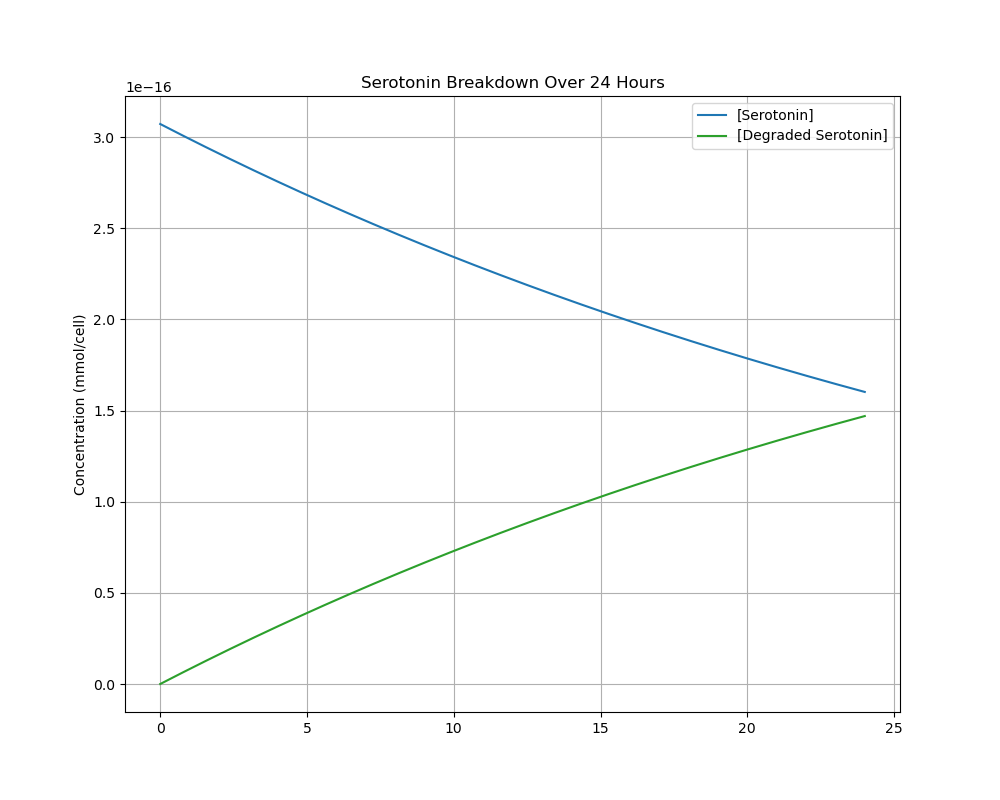 Serotonin Breakdown Over 24 Hours
1e−16
[Serotonin]
[Degraded Serotonin]
Concentration (mmol/cell)
3.0
2.5
2.0
1.5
1.0
0.5
0.0
0 5 10 15 20 25